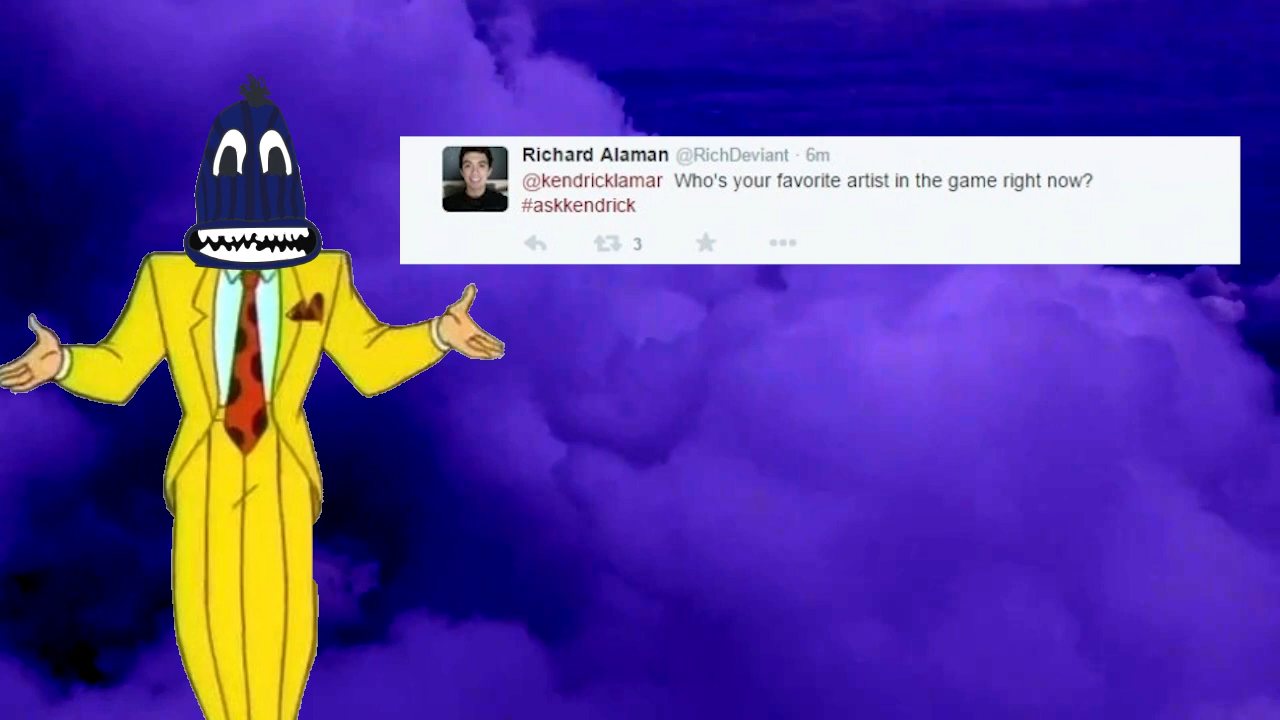 Richard Alaman @RichDeviant · 6m
@kendricklamar Who's your favorite artist in the game right now?
#askkendrick
3